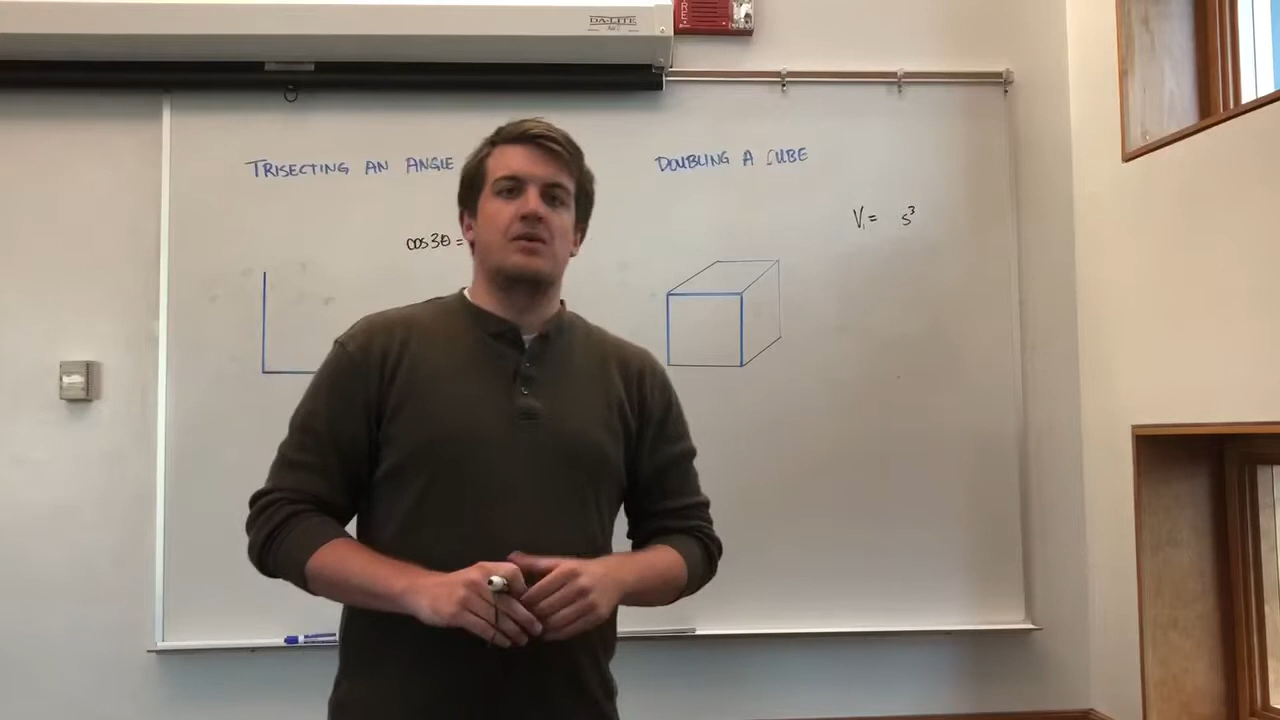 DA-LITE
TRISECTING AN ANGLE
DOUBLING A CUBE
V₁ = s³
cos3θ =